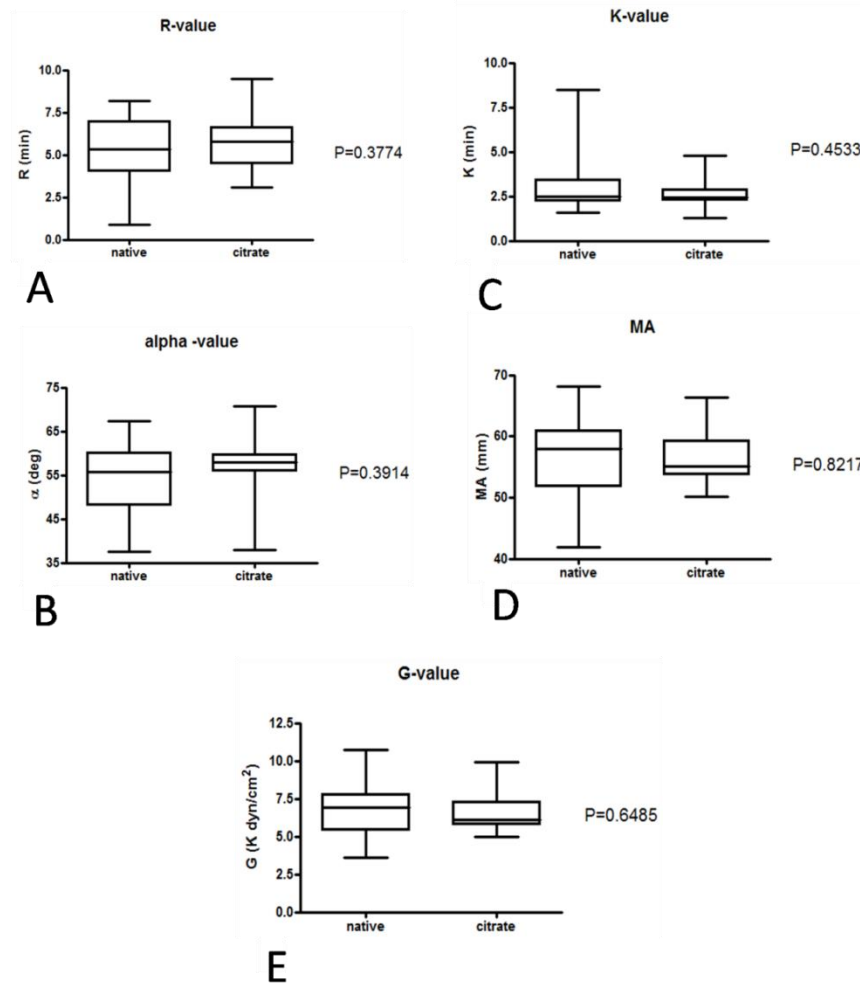 R-value
R (min)
10.0
7.5
5.0
2.5
0.0
native citrate
P=0.3774
A
K-value
K (min)
10.0
7.5
5.0
2.5
0.0
native citrate
P=0.4533
C
alpha -value
α (deg)
75
65
55
45
35
native citrate
P=0.3914
B
MA
MA (mm)
70
60
50
40
native citrate
P=0.8217
D
G-value
G (K dyn/cm²)
12.5
10.0
7.5
5.0
2.5
0.0
native citrate
P=0.6485
E